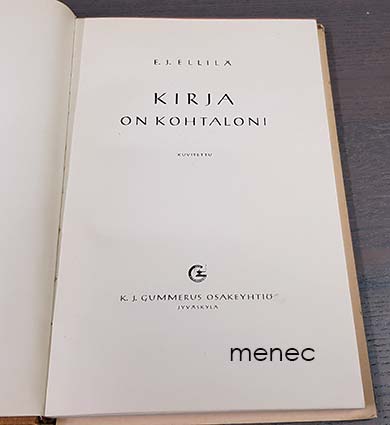 E. J. ELLILÄ
KIRJA
ON KOHTALONI
KUVITETTU
K. J. GUMMERUS OSAKEYHTIÖ
JYVÄSKYLÄ
menec